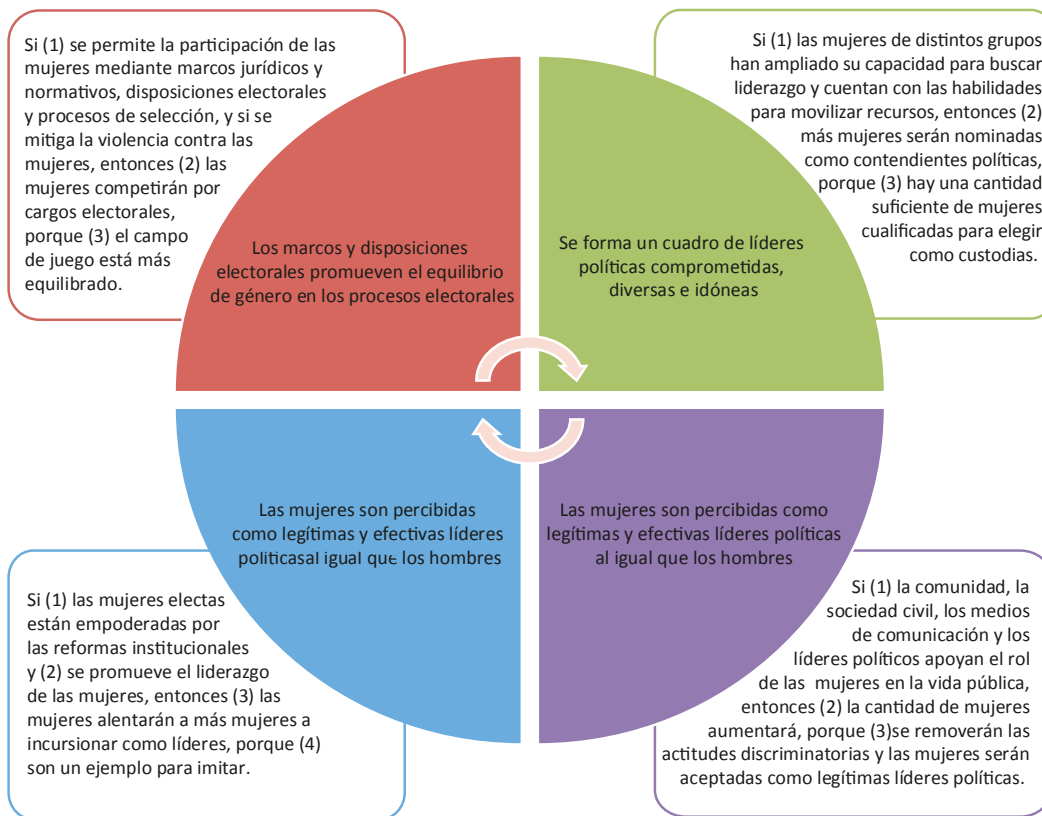 Si (1) se permite la participación de las
mujeres mediante marcos jurídicos y
normativos, disposiciones electorales
y procesos de selección, y si se
mitiga la violencia contra las
mujeres, entonces (2) las
mujeres competirán por
cargos electorales,
porque (3) el campo
de juego está más
equilibrado.
Los marcos y disposiciones
electorales promueven el equilibrio
de género en los procesos electorales
Si (1) las mujeres de distintos grupos
han ampliado su capacidad para buscar
liderazgo y cuentan con las habilidades
para movilizar recursos, entonces (2)
más mujeres serán nominadas
como contendientes políticas,
porque (3) hay una cantidad
suficiente de mujeres
cualificadas para elegir
como custodias.
Se forma un cuadro de líderes
políticas comprometidas,
diversas e idóneas
Las mujeres son percibidas
como legítimas y efectivas líderes
politicasal igual que los hombres
Si (1) las mujeres electas
están empoderadas por
las reformas institucionales
y (2) se promueve el liderazgo
de las mujeres, entonces (3) las
mujeres alentarán a más mujeres a
incursionar como líderes, porque (4)
son un ejemplo para imitar.
Las mujeres son percibidas como
legítimas y efectivas líderes políticas
al igual que los hombres
Si (1) la comunidad, la
sociedad civil, los medios
de comunicación y los
líderes políticos apoyan el rol
de las mujeres en la vida pública,
entonces (2) la cantidad de mujeres
aumentará, porque (3)se removerán las
actitudes discriminatorias y las mujeres serán
aceptadas como legítimas líderes políticas.